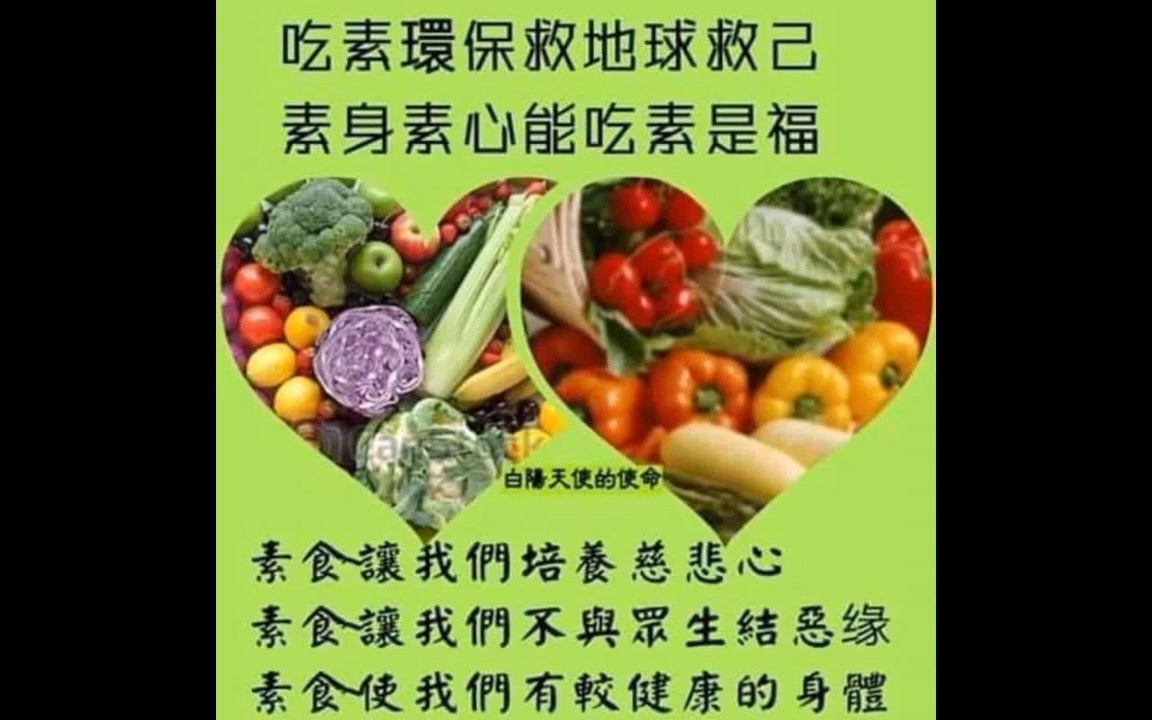 吃素環保救地球救己
素身素心能吃素是福
白陽天使的使命
素食讓我們培養慈悲心
素食讓我們不與眾生結惡缘
素食使我們有較健康的身體